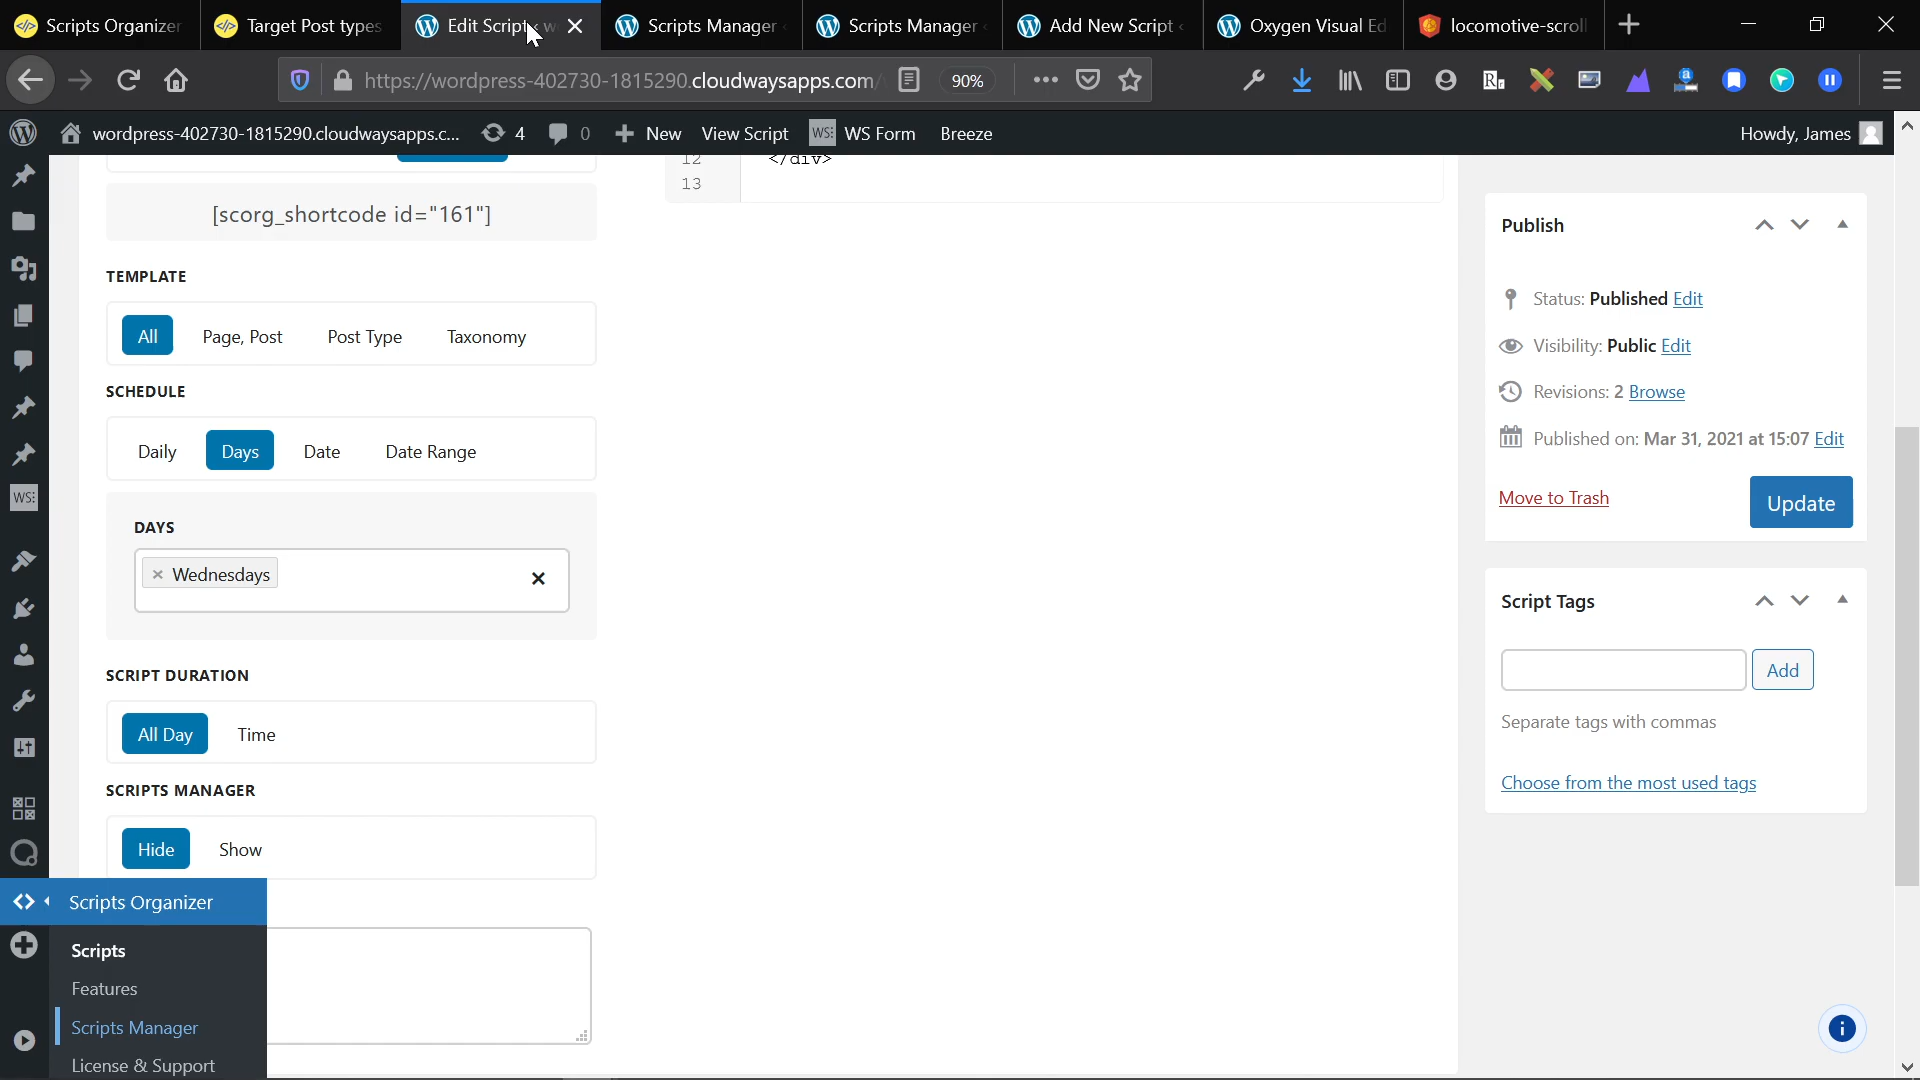 Scripts Organizer
Target Post types
Edit Script ‹ w
Scripts Manager ‹
Scripts Manager ‹
Add New Script ‹
Oxygen Visual Ed
locomotive-scroll
https://wordpress-402730-1815290.cloudwaysapps.com/
90%
wordpress-402730-1815290.cloudwaysapps.c...
4
0
New
View Script
WS Form
Breeze
Howdy, James
12 </div>
13
[scorg_shortcode id="161"]
TEMPLATE
All Page, Post Post Type Taxonomy
SCHEDULE
Daily Days Date Date Range
DAYS
× Wednesdays
SCRIPT DURATION
All Day Time
SCRIPTS MANAGER
Hide Show
Scripts Organizer
Scripts
Features
Scripts Manager
License & Support
Publish
Status: Published Edit
Visibility: Public Edit
Revisions: 2 Browse
Published on: Mar 31, 2021 at 15:07 Edit
Move to Trash
Update
Script Tags
Add
Separate tags with commas
Choose from the most used tags